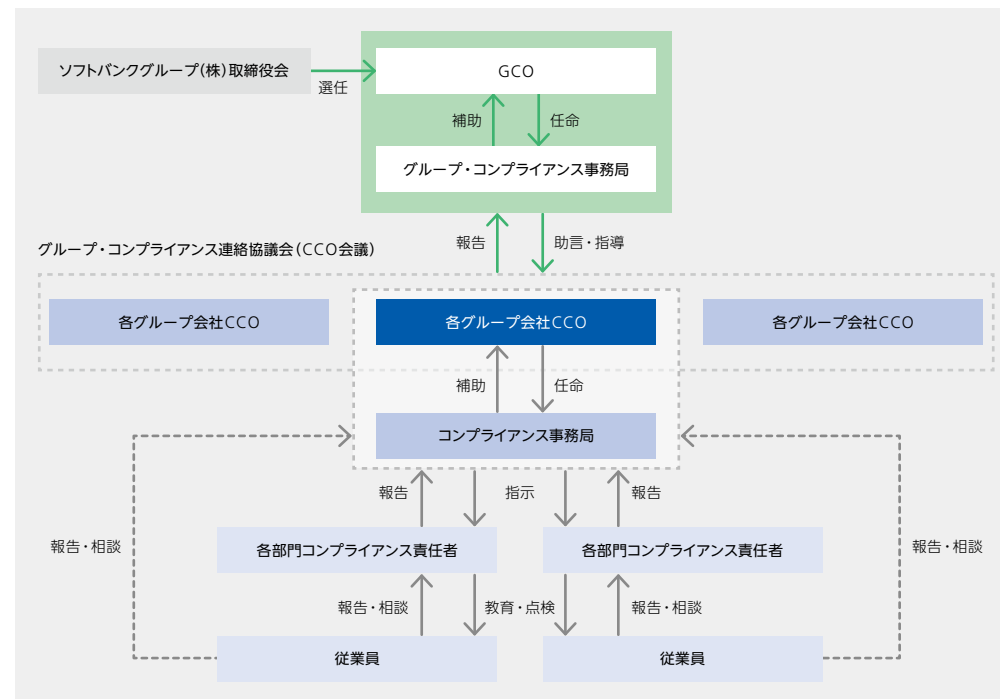 ソフトバンクグループ(株)取締役会
選任
GCO
補助
任命
グループ・コンプライアンス事務局
報告
助言・指導
グループ・コンプライアンス連絡協議会(CCO会議)
各グループ会社CCO
各グループ会社CCO
各グループ会社CCO
補助
任命
コンプライアンス事務局
報告
指示
報告
報告・相談
各部門コンプライアンス責任者
各部門コンプライアンス責任者
報告・相談
報告・相談
教育・点検
報告・相談
従業員
従業員